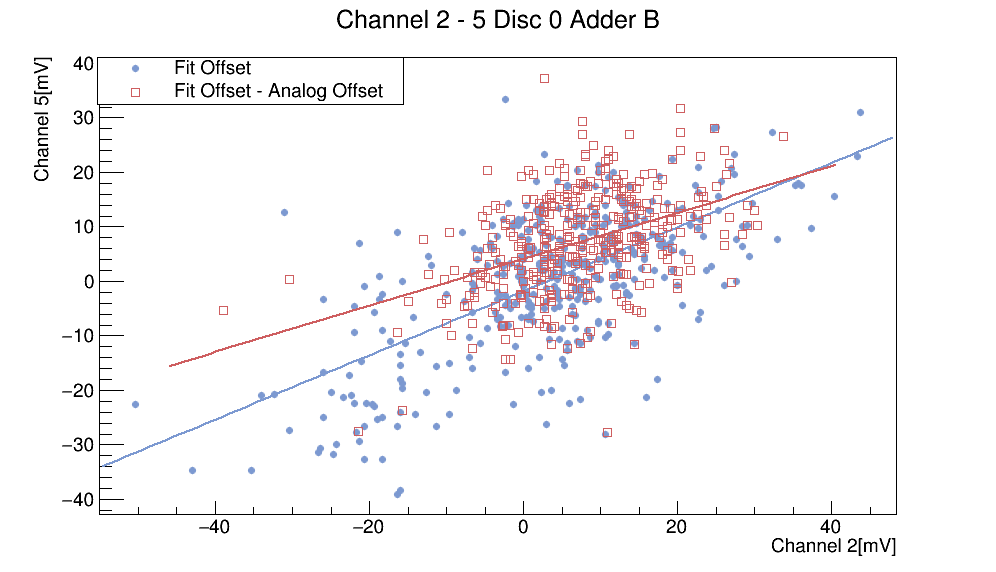 Channel 2 - 5 Disc 0 Adder B
Channel 5[mV]
Fit Offset
Fit Offset - Analog Offset
40
30
20
10
0
−10
−20
−30
−40
−40
−20
0
20
40
Channel 2[mV]